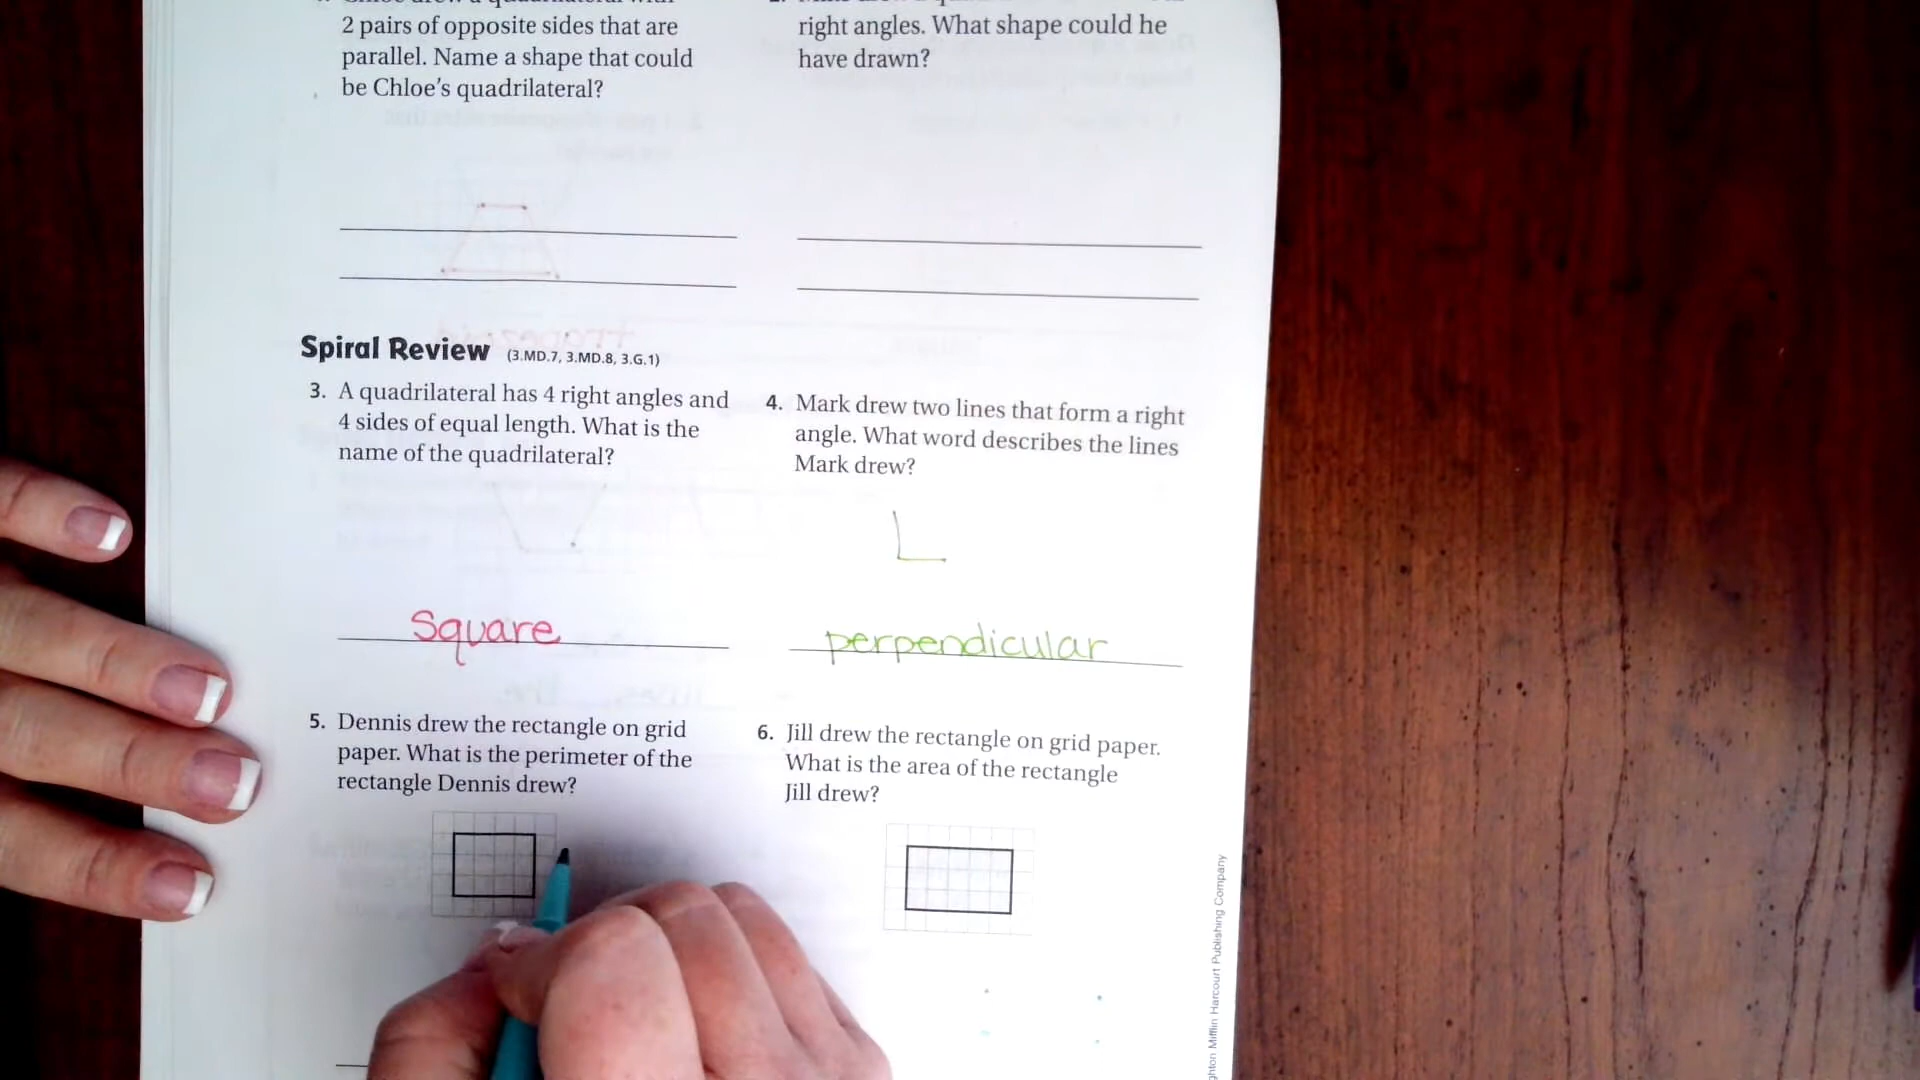 2 pairs of opposite sides that are
parallel. Name a shape that could
be Chloe's quadrilateral?
right angles. What shape could he
have drawn?
Spiral Review (3.MD.7, 3.MD.8, 3.G.1)
3. A quadrilateral has 4 right angles and
4 sides of equal length. What is the
name of the quadrilateral?
Square
4. Mark drew two lines that form a right
angle. What word describes the lines
Mark drew?
perpendicular
5. Dennis drew the rectangle on grid
paper. What is the perimeter of the
rectangle Dennis drew?
6. Jill drew the rectangle on grid paper.
What is the area of the rectangle
Jill drew?
Mifflin Harcourt Publishing Company